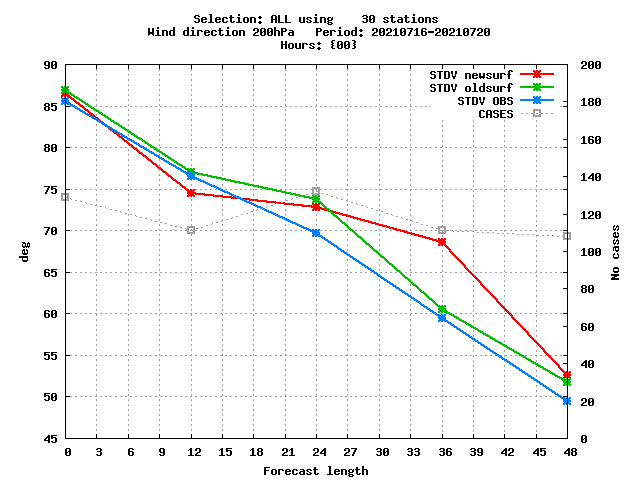 Selection: ALL using    30 stations
Wind direction 200hPa   Period: 20210716-20210720
Hours: {00}
STDV newsurf
STDV oldsurf
STDV OBS
CASES
90
85
80
75
70
65
60
55
50
45
deg
200
180
160
140
120
100
80
60
40
20
0
No cases
0 3 6 9 12 15 18 21 24 27 30 33 36 39 42 45 48
Forecast length